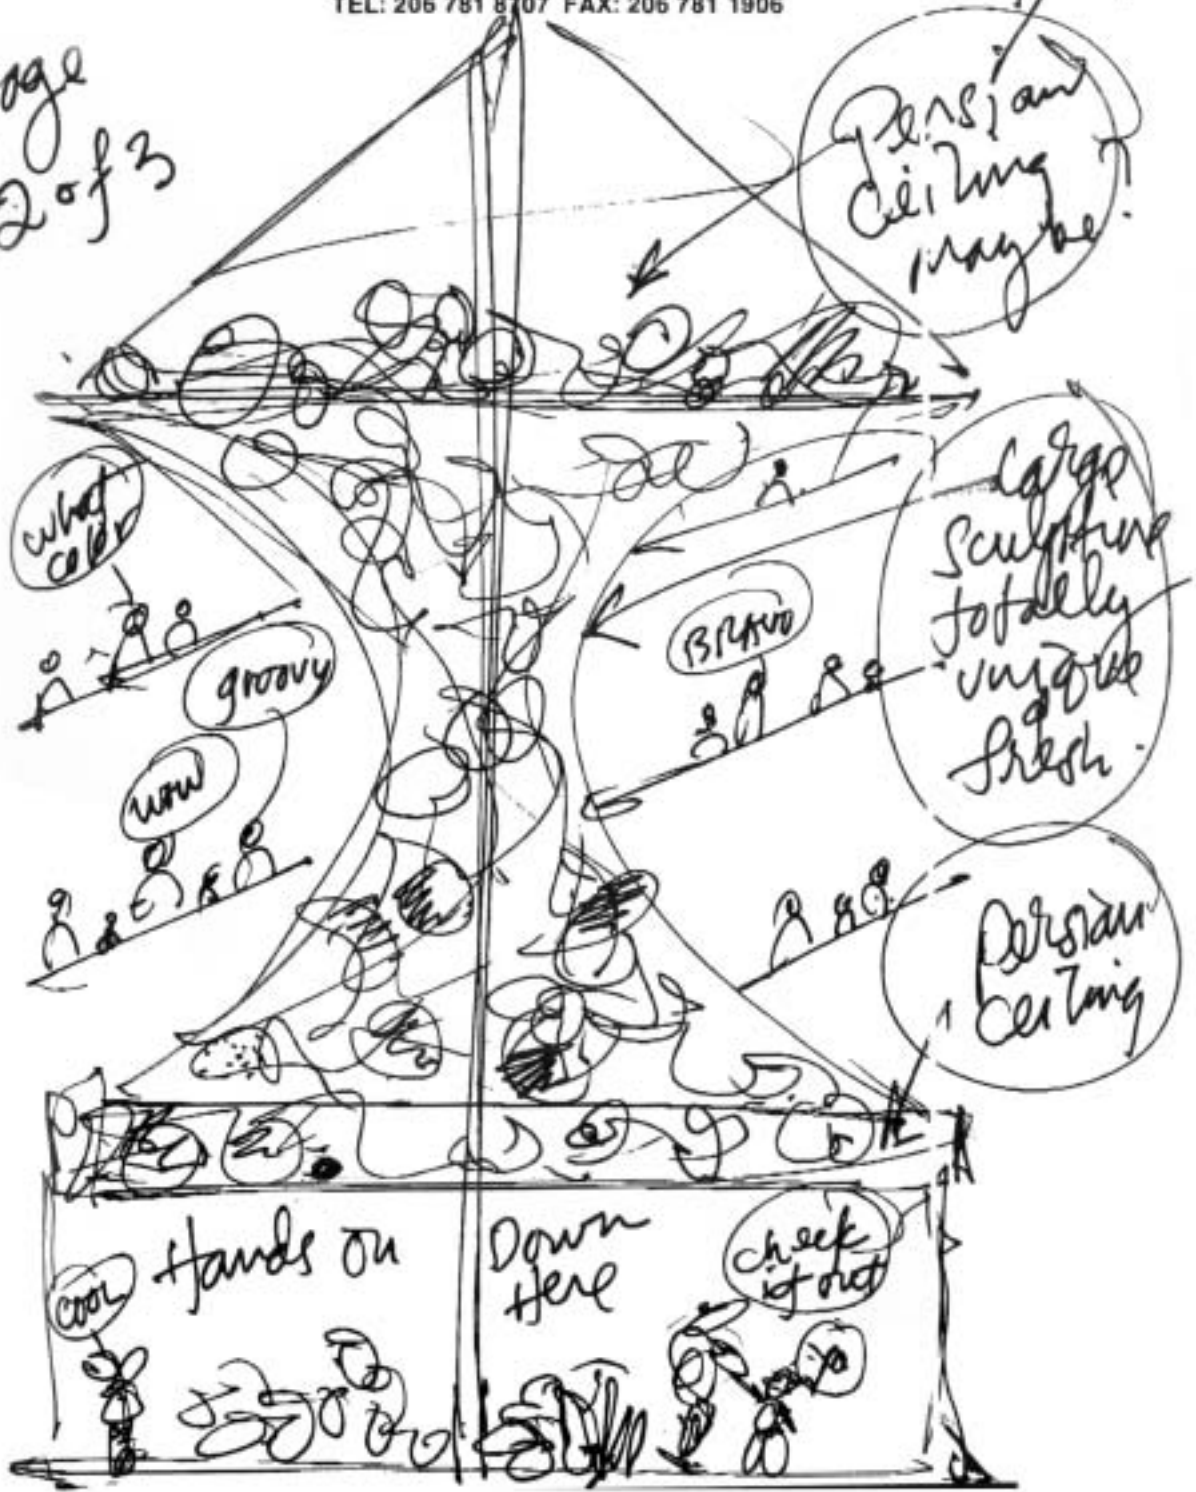 TEL: 206 781 8707 FAX: 206 781 1906
2 of 3
Persian
ceiling
maybe?
Large
sculpture
totally
unique
fresh.
what
color
BRAVO
groovy
wow
Persian
ceiling
Hands on
Down
Here
check
it out
COOL